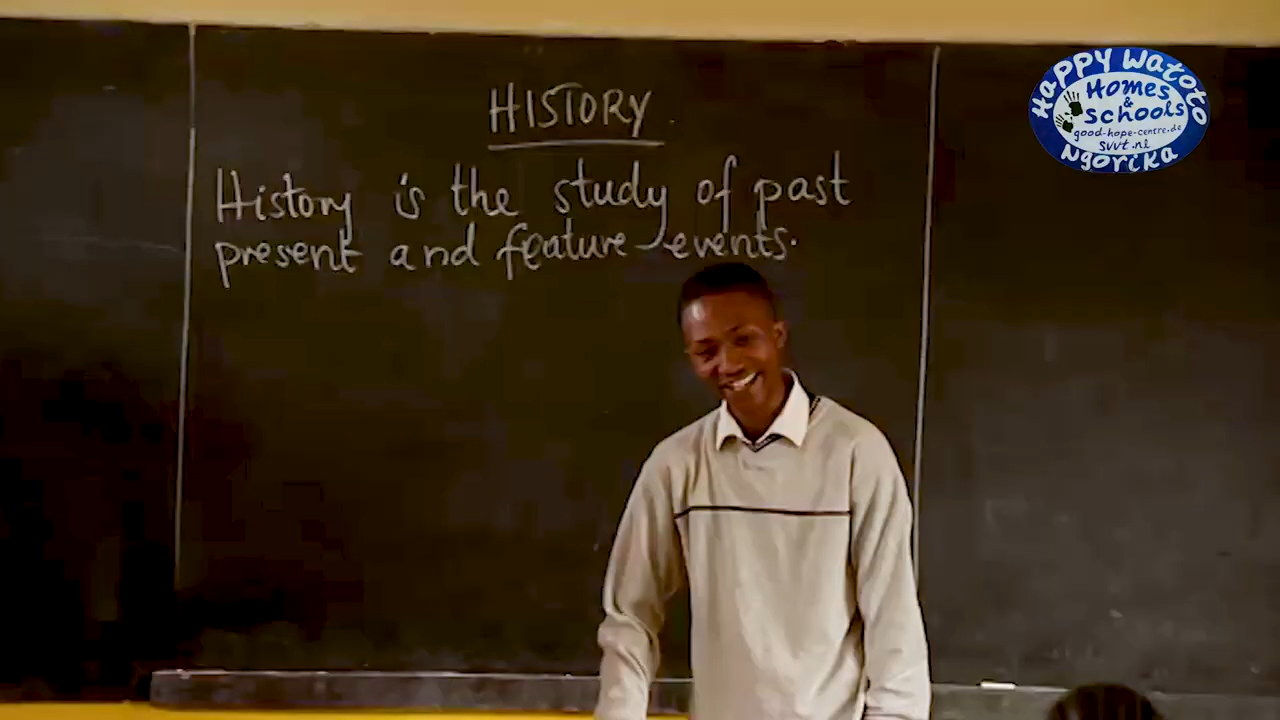 HISTORY
History is the study of past
present and feature events.
HAPPY Watoto
Homes
&
Schools
good-hope-centre.de
svvt.nl
Ngorika